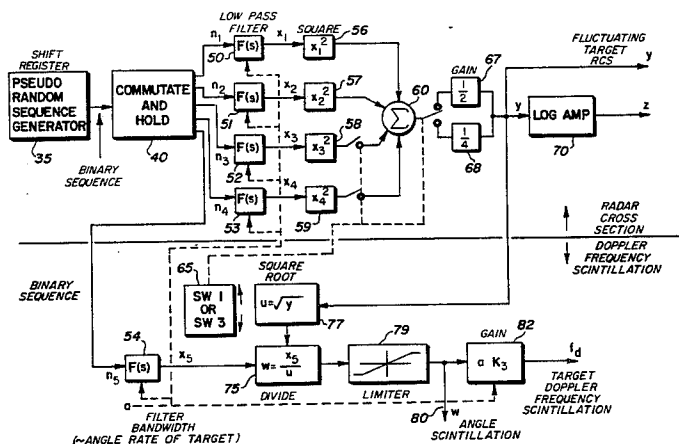 LOW PASS
FILTER
SQUARE
56
SHIFT
REGISTER
PSEUDO
RANDOM
SEQUENCE
GENERATOR
35
BINARY
SEQUENCE
COMMUTATE
AND
HOLD
40
n1
F(s)
50
x1
x1²
n2
F(s)
51
x2
x2²
57
n3
F(s)
52
x3
x3²
58
n4
F(s)
53
x4
x4²
59
Σ
60
GAIN
67
1/2
1/4
68
FLUCTUATING
TARGET
RCS
y
y
LOG AMP
70
z
RADAR
CROSS
SECTION
DOPPLER
FREQUENCY
SCINTILLATION
BINARY
SEQUENCE
65
SW 1
OR
SW 3
SQUARE
ROOT
u=√y
77
54
F(s)
n5
x5
a
FILTER
BANDWIDTH
(~ANGLE RATE OF TARGET)
w= x5/u
75
DIVIDE
79
LIMITER
80
w
ANGLE
SCINTILLATION
GAIN
82
a K3
fd
TARGET
DOPPLER
FREQUENCY
SCINTILLATION